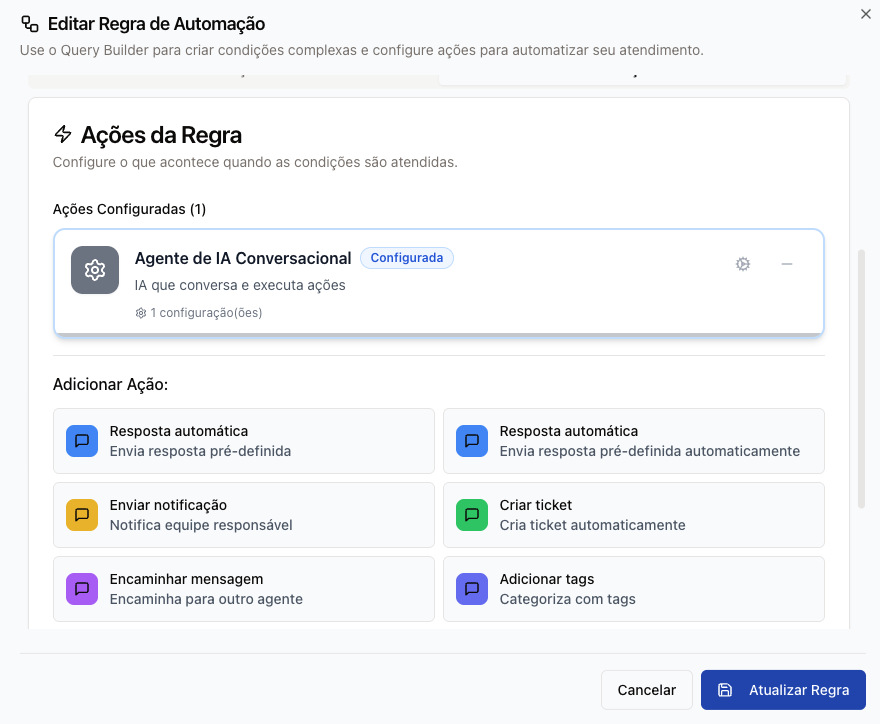 Editar Regra de Automação
Use o Query Builder para criar condições complexas e configure ações para automatizar seu atendimento.
Ações da Regra
Configure o que acontece quando as condições são atendidas.
Ações Configuradas (1)
Agente de IA Conversacional Configurada
IA que conversa e executa ações
1 configuração(ões)
Adicionar Ação:
Resposta automática
Envia resposta pré-definida
Resposta automática
Envia resposta pré-definida automaticamente
Enviar notificação
Notifica equipe responsável
Criar ticket
Cria ticket automaticamente
Encaminhar mensagem
Encaminha para outro agente
Adicionar tags
Categoriza com tags
Cancelar
Atualizar Regra